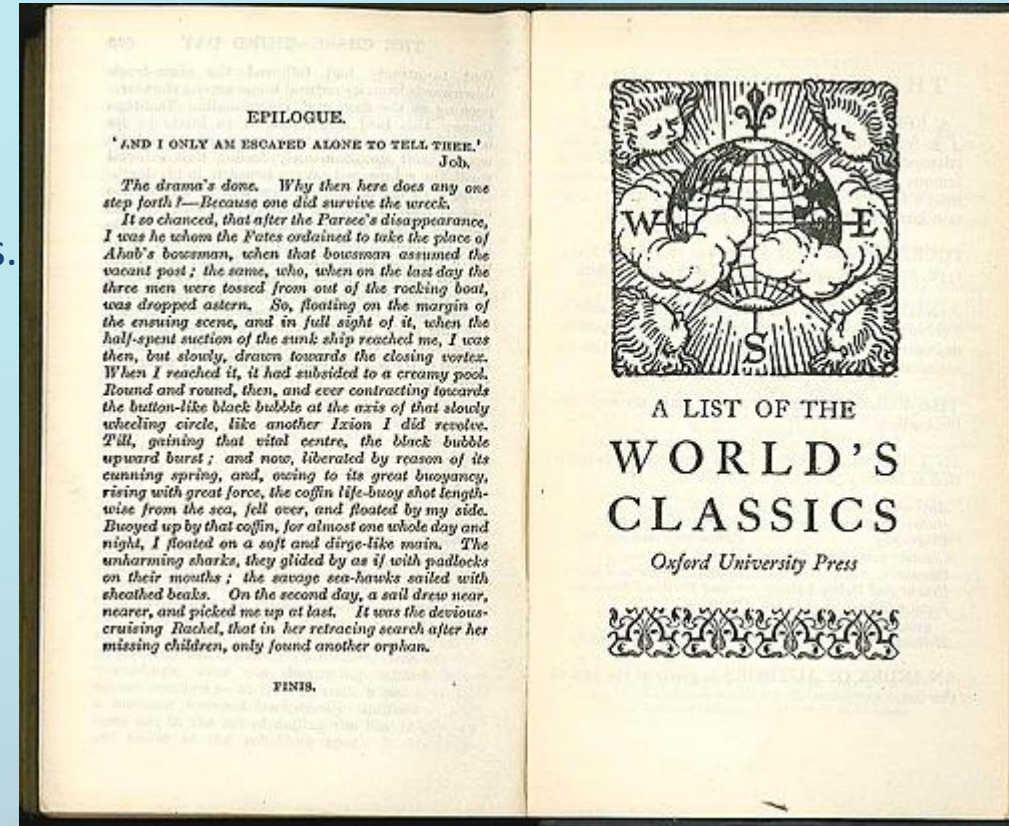 s.
EPILOGUE.
'AND I ONLY AM ESCAPED ALONE TO TELL THEE.'
Job.
The drama's done. Why then here does any one
step forth?—Because one did survive the wreck.
It so chanced, that after the Parsee's disappearance,
I was he whom the Fates ordained to take the place of
Ahab's bowsman, when that bowsman assumed the
vacant post; the same, who, when on the last day the
three men were tossed from out of the rocking boat,
was dropped astern. So, floating on the margin of
the ensuing scene, and in full sight of it, when the
half-spent suction of the sunk ship reached me, I was
then, but slowly, drawn towards the closing vortex.
When I reached it, it had subsided to a creamy pool.
Round and round, then, and ever contracting towards
the button-like black bubble at the axis of that slowly
wheeling circle, like another Ixion I did revolve.
Till, gaining that vital centre, the black bubble
upward burst; and now, liberated by reason of its
cunning spring, and, owing to its great buoyancy,
rising with great force, the coffin life-buoy shot length-
wise from the sea, fell over, and floated by my side.
Buoyed up by that coffin, for almost one whole day and
night, I floated on a soft and dirge-like main. The
unharming sharks, they glided by as if with padlocks
on their mouths; the savage sea-hawks sailed with
sheathed beaks. On the second day, a sail drew near,
nearer, and picked me up at last. It was the devious-
cruising Rachel, that in her retracing search after her
missing children, only found another orphan.
FINIS.
W E
S
A LIST OF THE
WORLD'S
CLASSICS
Oxford University Press